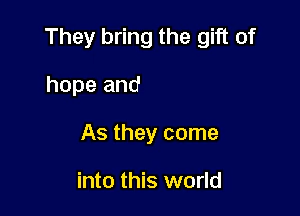 They bring the gift of
hope and
As they come
into this world